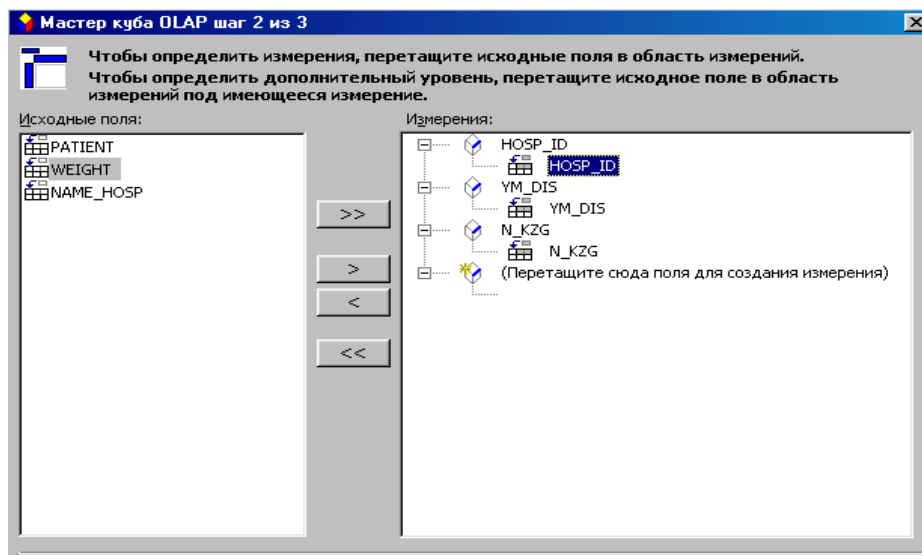 Мастер куба OLAP шаг 2 из 3
Чтобы определить измерения, перетащите исходные поля в область измерений.
Чтобы определить дополнительный уровень, перетащите исходное поле в область
измерений под имеющееся измерение.
Исходные поля:
PATIENT
WEIGHT
NAME_HOSP
>>
>
<
<<
Измерения:
HOSP_ID
HOSP_ID
YM_DIS
YM_DIS
N_KZG
N_KZG
(Перетащите сюда поля для создания измерения)